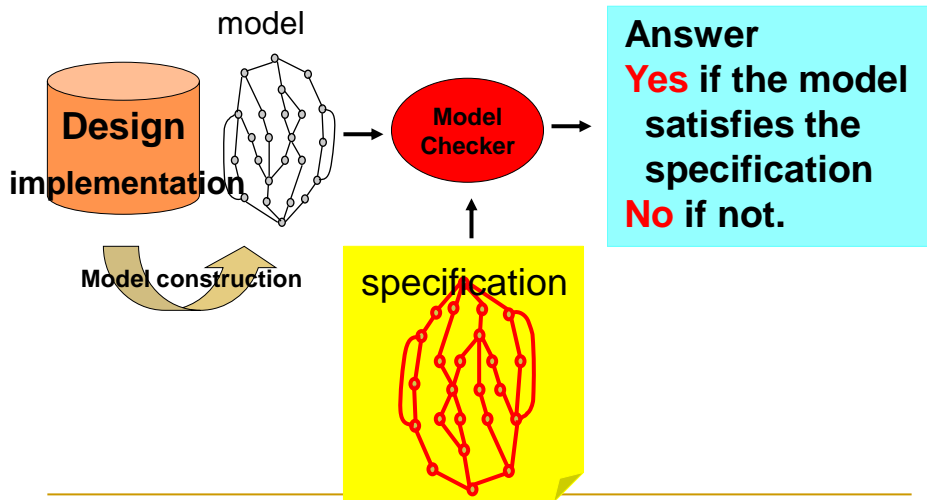 model
Design
implementation
Model construction
Model
Checker
specification
Answer
Yes if the model
satisfies the
specification
No if not.